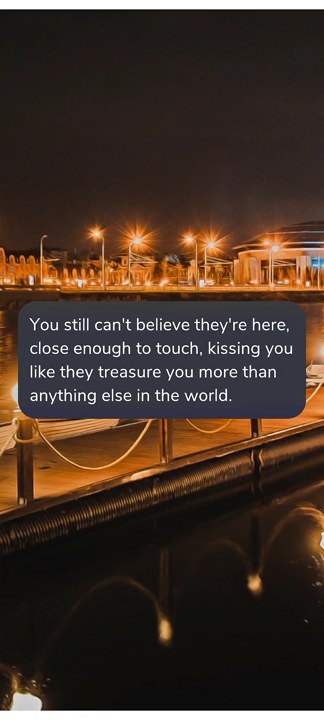 You still can't believe they're here,
close enough to touch, kissing you
like they treasure you more than
anything else in the world.